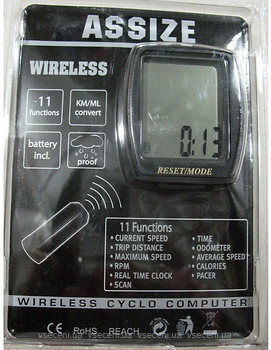 ASSIZE
WIRELESS
11
functions
KM/ML
convert
battery
incl.
proof
0:13
RESET/MODE
11 Functions
• CURRENT SPEED
• TRIP DISTANCE
• MAXIMUM SPEED
• RPM
• REAL TIME CLOCK
• SCAN
• TIME
• ODOMETER
• AVERAGE SPEED
• CALORIES
• PACER
WIRELESS CYCLO COMPUTER
CE RoHS REACH